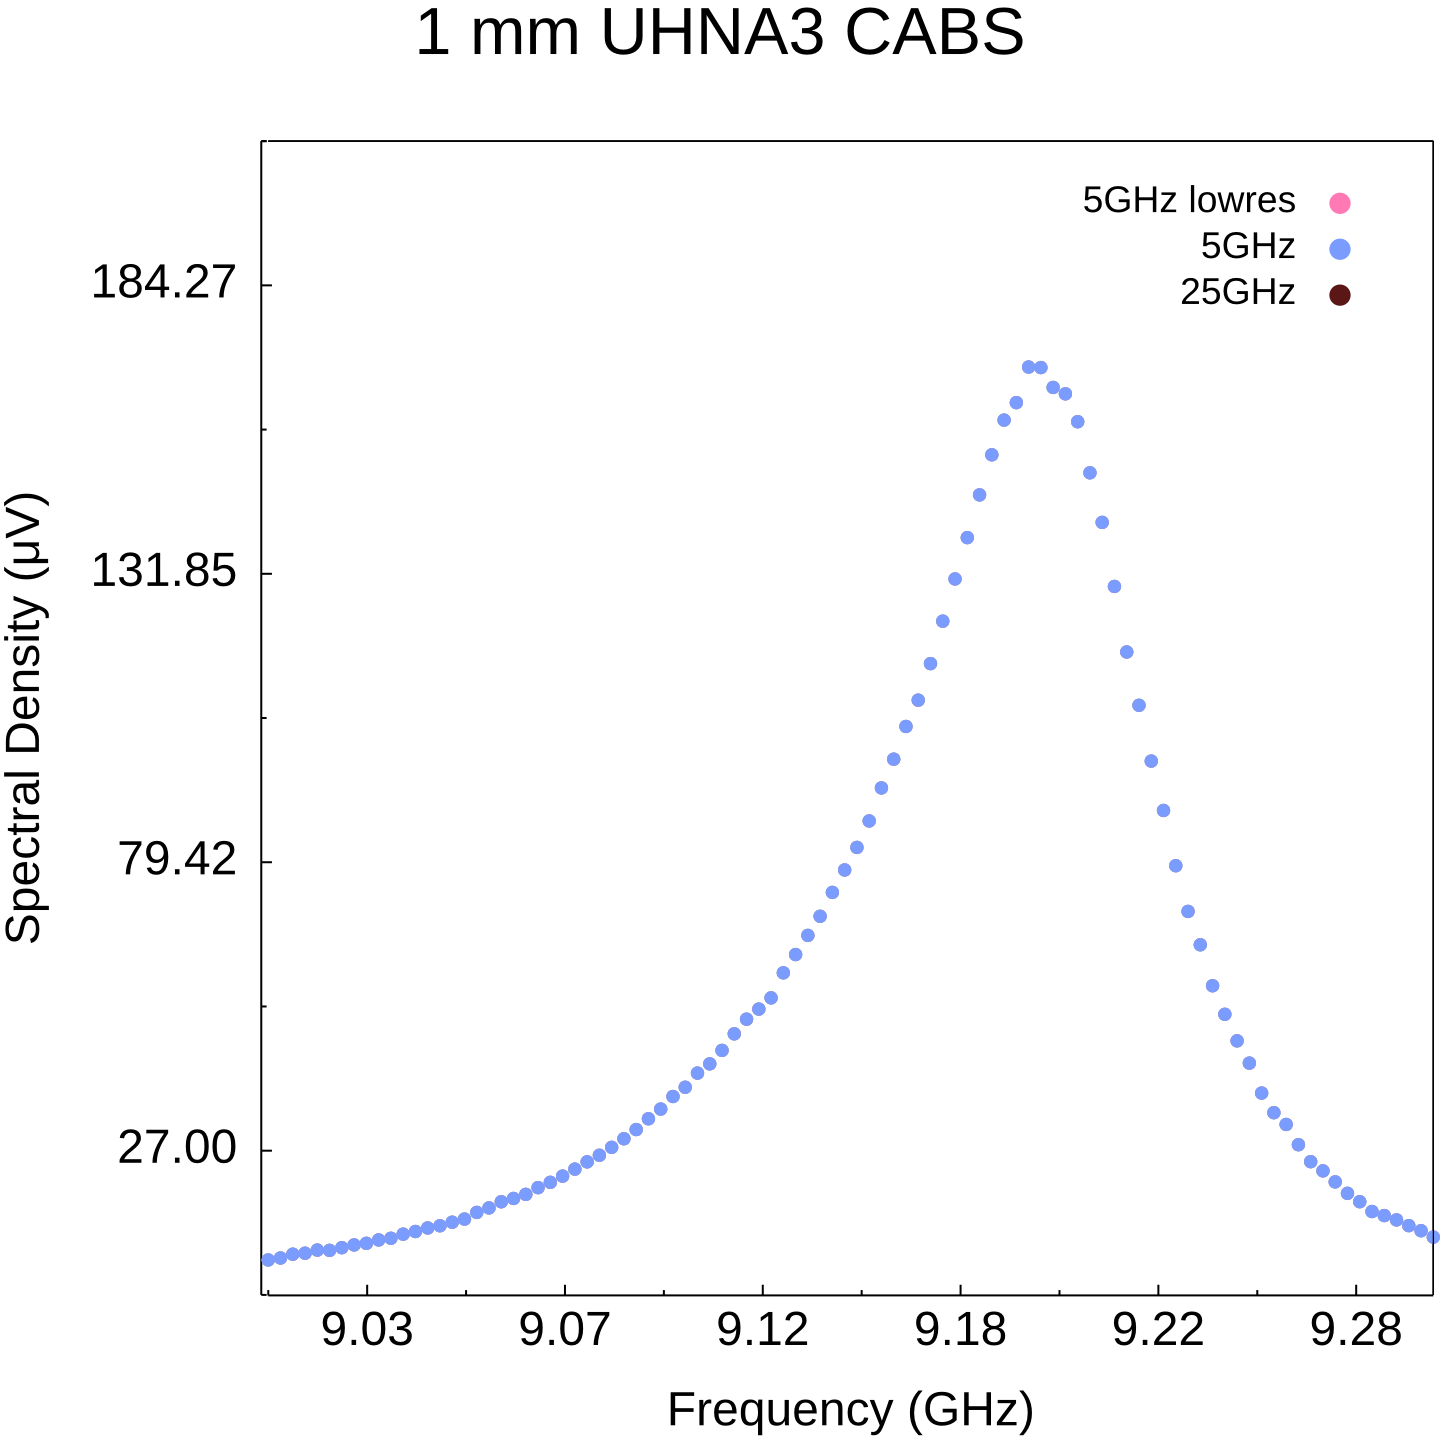 1 mm UHNA3 CABS
5GHz lowres
5GHz
25GHz
184.27
131.85
79.42
27.00
Spectral Density (μV)
9.03 9.07 9.12 9.18 9.22 9.28
Frequency (GHz)